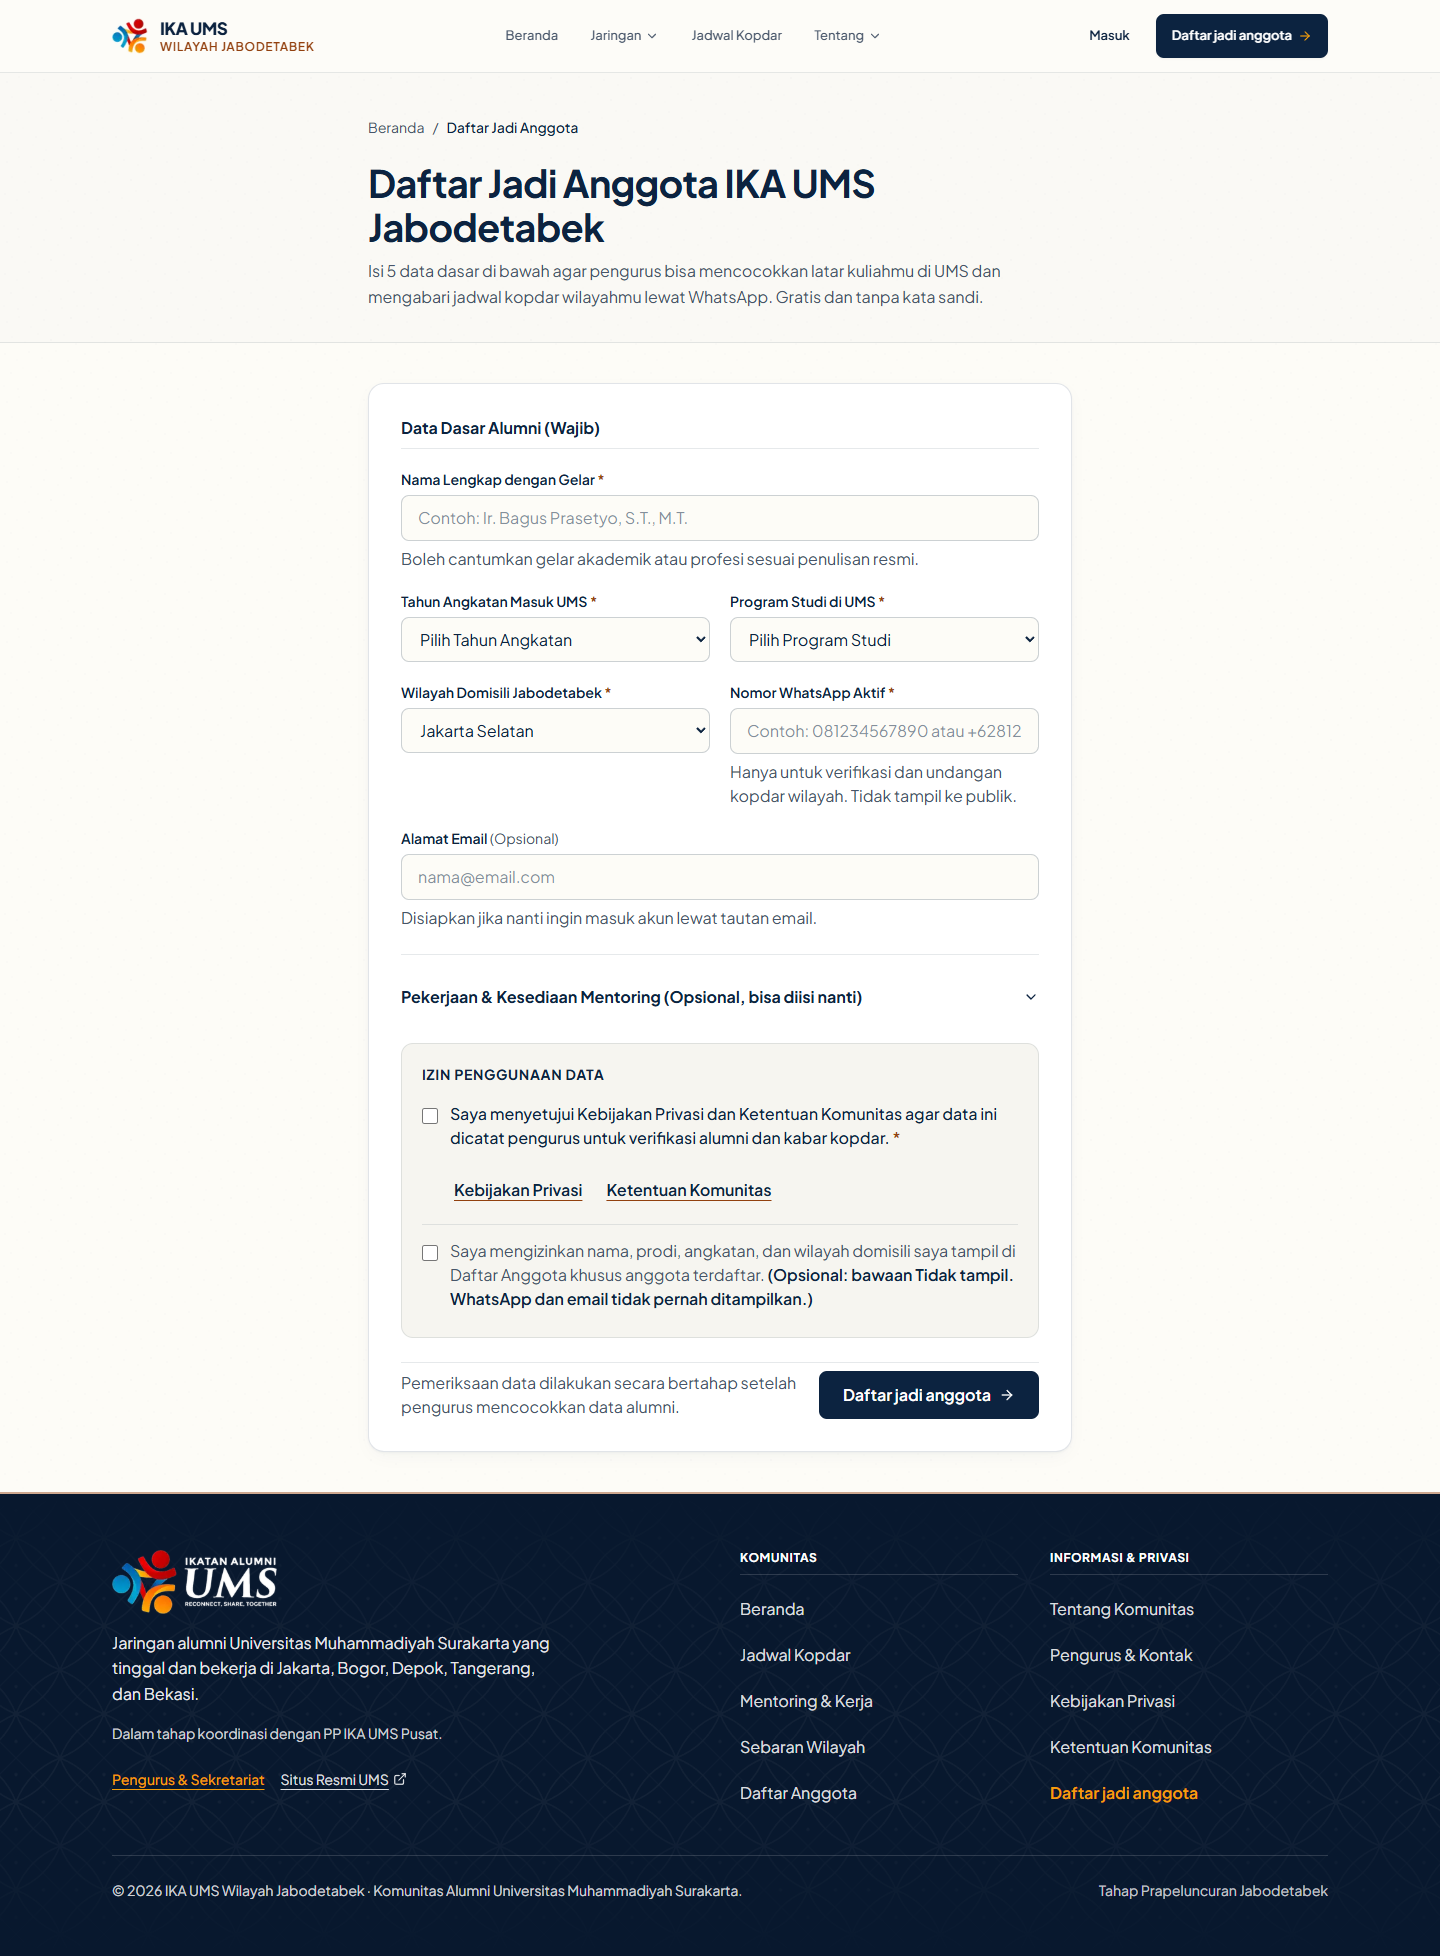 IKA UMS
WILAYAH JABODETABEK
Beranda
Jaringan
Jadwal Kopdar
Tentang
Masuk
Daftar jadi anggota →
Beranda / Daftar Jadi Anggota
Daftar Jadi Anggota IKA UMS
Jabodetabek
Isi 5 data dasar di bawah agar pengurus bisa mencocokkan latar kuliahmu di UMS dan
mengabari jadwal kopdar wilayahmu lewat WhatsApp. Gratis dan tanpa kata sandi.
Data Dasar Alumni (Wajib)
Nama Lengkap dengan Gelar *
Contoh: Ir. Bagus Prasetyo, S.T., M.T.
Boleh cantumkan gelar akademik atau profesi sesuai penulisan resmi.
Tahun Angkatan Masuk UMS *
Pilih Tahun Angkatan
Program Studi di UMS *
Pilih Program Studi
Wilayah Domisili Jabodetabek *
Jakarta Selatan
Nomor WhatsApp Aktif *
Contoh: 081234567890 atau +62812
Hanya untuk verifikasi dan undangan
kopdar wilayah. Tidak tampil ke publik.
Alamat Email (Opsional)
nama@email.com
Disiapkan jika nanti ingin masuk akun lewat tautan email.
Pekerjaan & Kesediaan Mentoring (Opsional, bisa diisi nanti)
IZIN PENGGUNAAN DATA
Saya menyetujui Kebijakan Privasi dan Ketentuan Komunitas agar data ini
dicatat pengurus untuk verifikasi alumni dan kabar kopdar. *
Kebijakan Privasi
Ketentuan Komunitas
Saya mengizinkan nama, prodi, angkatan, dan wilayah domisili saya tampil di
Daftar Anggota khusus anggota terdaftar. (Opsional: bawaan Tidak tampil.
WhatsApp dan email tidak pernah ditampilkan.)
Pemeriksaan data dilakukan secara bertahap setelah
pengurus mencocokkan data alumni.
Daftar jadi anggota →
IKATAN ALUMNI
UMS
RECONNECT. SHARE. TOGETHER
Jaringan alumni Universitas Muhammadiyah Surakarta yang
tinggal dan bekerja di Jakarta, Bogor, Depok, Tangerang,
dan Bekasi.
Dalam tahap koordinasi dengan PP IKA UMS Pusat.
Pengurus & Sekretariat
Situs Resmi UMS
KOMUNITAS
Beranda
Jadwal Kopdar
Mentoring & Kerja
Sebaran Wilayah
Daftar Anggota
INFORMASI & PRIVASI
Tentang Komunitas
Pengurus & Kontak
Kebijakan Privasi
Ketentuan Komunitas
Daftar jadi anggota
© 2026 IKA UMS Wilayah Jabodetabek · Komunitas Alumni Universitas Muhammadiyah Surakarta.
Tahap Prapeluncuran Jabodetabek